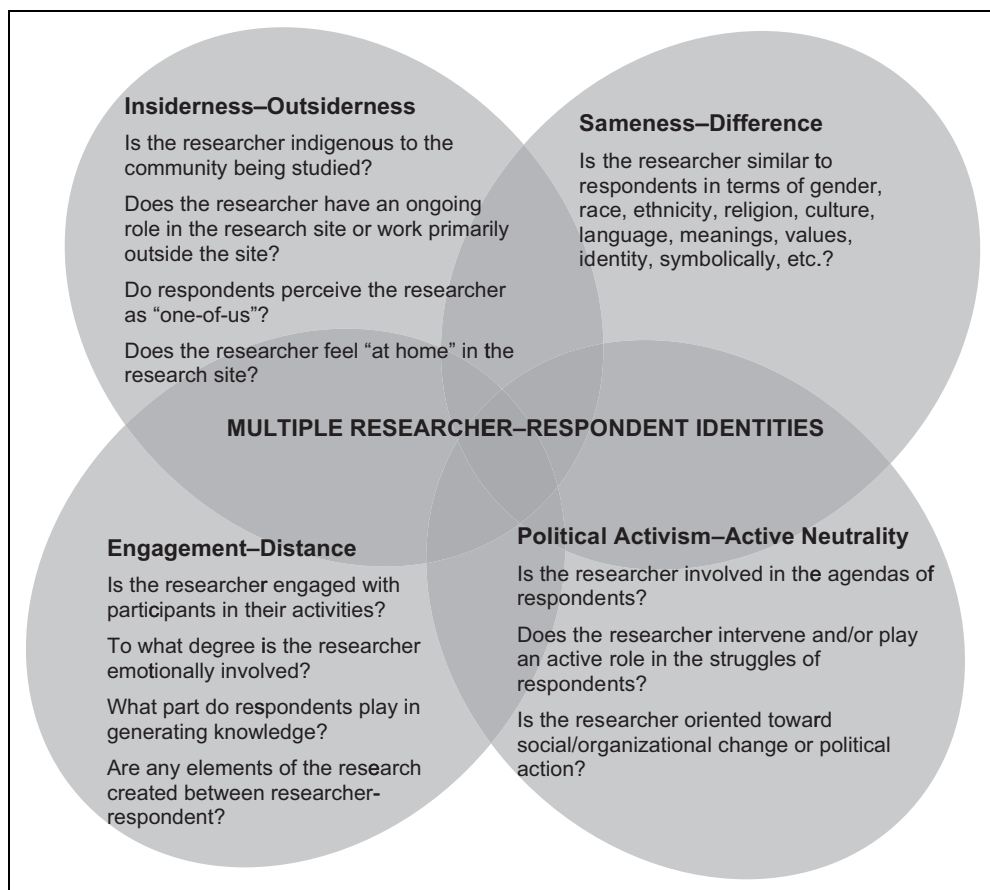 Insiderness–Outsiderness
Is the researcher indigenous to the
community being studied?
Does the researcher have an ongoing
role in the research site or work primarily
outside the site?
Do respondents perceive the researcher
as “one-of-us”?
Does the researcher feel “at home” in the
research site?
Sameness–Difference
Is the researcher similar to
respondents in terms of gender,
race, ethnicity, religion, culture,
language, meanings, values,
identity, symbolically, etc.?
MULTIPLE RESEARCHER–RESPONDENT IDENTITIES
Engagement–Distance
Is the researcher engaged with
participants in their activities?
To what degree is the researcher
emotionally involved?
What part do respondents play in
generating knowledge?
Are any elements of the research
created between researcher-
respondent?
Political Activism–Active Neutrality
Is the researcher involved in the agendas of
respondents?
Does the researcher intervene and/or play
an active role in the struggles of
respondents?
Is the researcher oriented toward
social/organizational change or political
action?